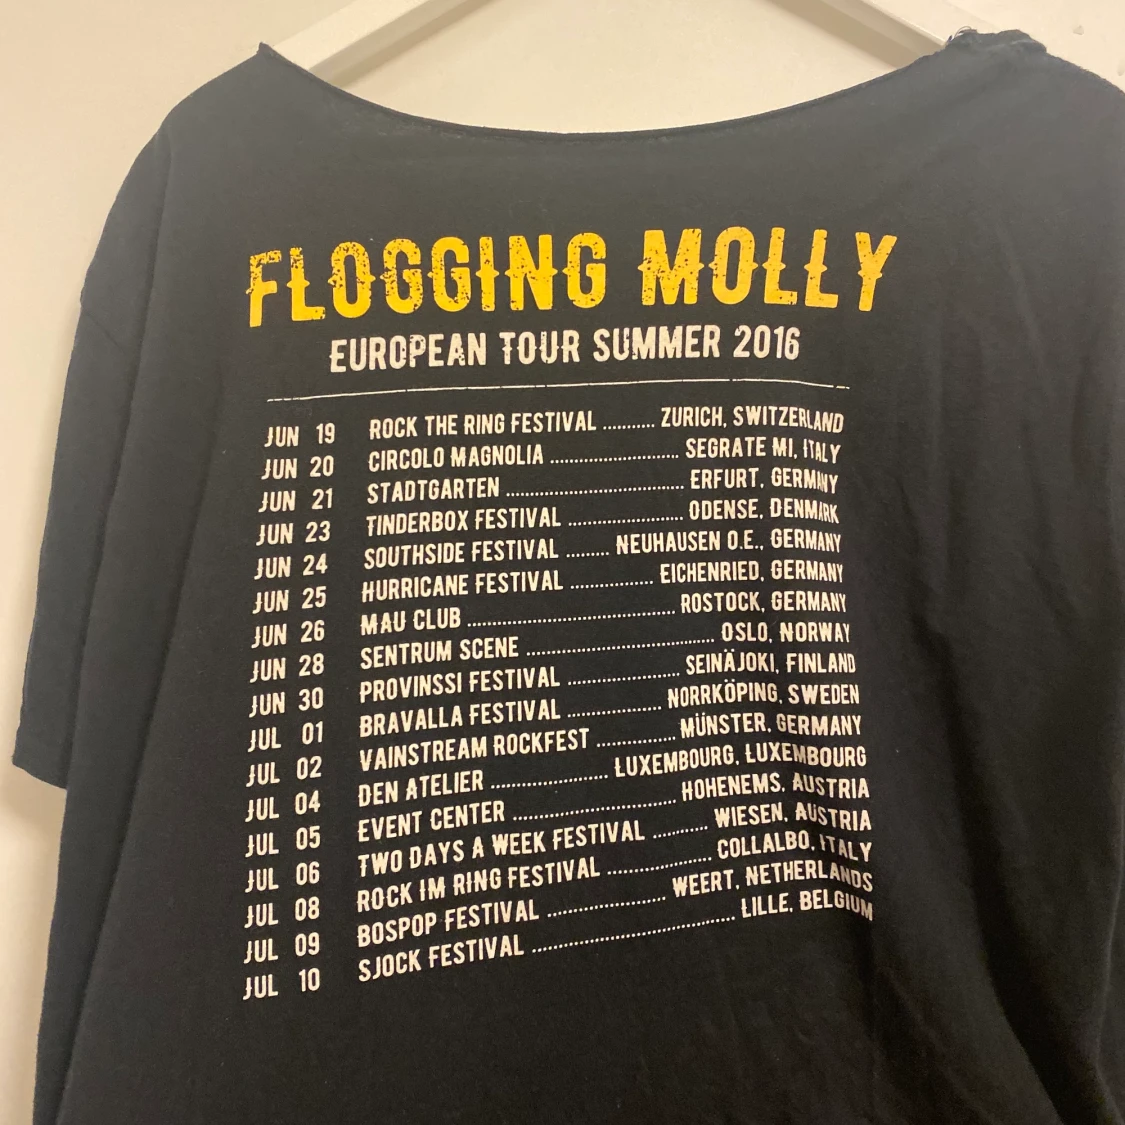 FLOGGING MOLLY
EUROPEAN TOUR SUMMER 2016
JUN 19 ROCK THE RING FESTIVAL ........... ZURICH, SWITZERLAND
JUN 20 CIRCOLO MAGNOLIA ............................ SEGRATE MI, ITALY
JUN 21 STADTGARTEN ....................................... ERFURT, GERMANY
JUN 23 TINDERBOX FESTIVAL ......................... ODENSE, DENMARK
JUN 24 SOUTHSIDE FESTIVAL ......... NEUHAUSEN O.E., GERMANY
JUN 25 HURRICANE FESTIVAL .................. EICHENRIED, GERMANY
JUN 26 MAU CLUB ............................................. ROSTOCK, GERMANY
JUN 28 SENTRUM SCENE ......................................... OSLO, NORWAY
JUN 30 PROVINSSI FESTIVAL ........................ SEINÄJOKI, FINLAND
JUL 01 BRAVALLA FESTIVAL .................... NORRKÖPING, SWEDEN
JUL 02 VAINSTREAM ROCKFEST ................. MÜNSTER, GERMANY
JUL 04 DEN ATELIER ......................... LUXEMBOURG, LUXEMBOURG
JUL 05 EVENT CENTER ..................................... HOHENEMS, AUSTRIA
JUL 06 TWO DAYS A WEEK FESTIVAL ............ WIESEN, AUSTRIA
JUL 08 ROCK IM RING FESTIVAL ...................... COLLALBO, ITALY
JUL 09 BOSPOP FESTIVAL ......................... WEERT, NETHERLANDS
JUL 10 SJOCK FESTIVAL ............................................ LILLE, BELGIUM